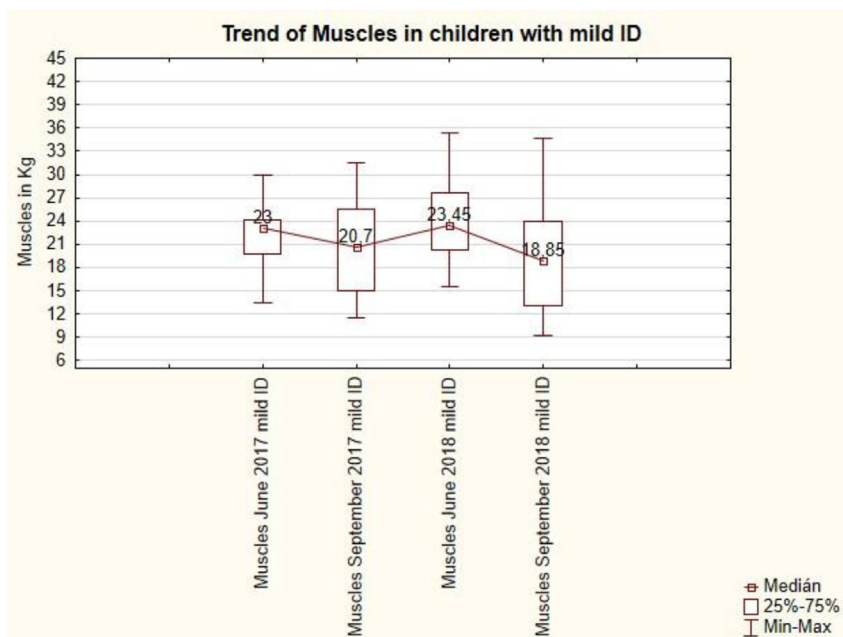 Trend of Muscles in children with mild ID
45
42
39
36
33
30
27
24
21
18
15
12
9
6
Muscles in Kg
23
20,7
23,45
18,85
Muscles June 2017 mild ID
Muscles September 2017 mild ID
Muscles June 2018 mild ID
Muscles September 2018 mild ID
Medián
25%-75%
Min-Max